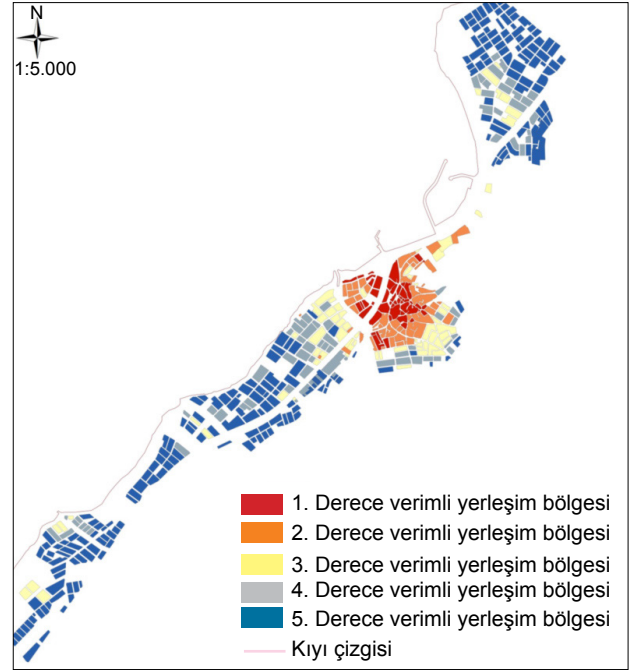 N
1:5.000
1. Derece verimli yerleşim bölgesi
2. Derece verimli yerleşim bölgesi
3. Derece verimli yerleşim bölgesi
4. Derece verimli yerleşim bölgesi
5. Derece verimli yerleşim bölgesi
Kıyı çizgisi